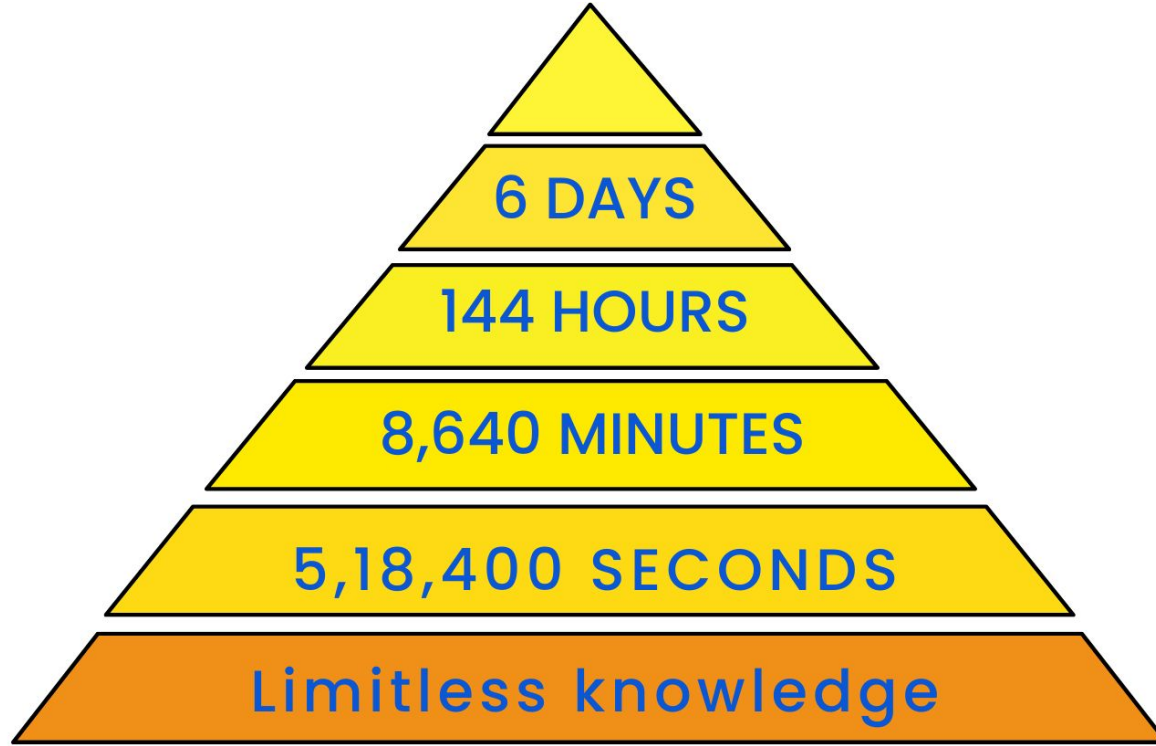 6 DAYS
144 HOURS
8,640 MINUTES
5,18,400 SECONDS
Limitless knowledge